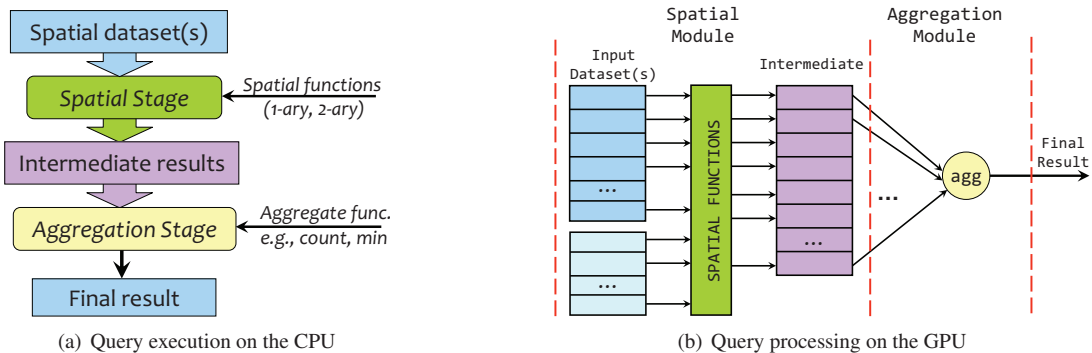 Spatial dataset(s)
Spatial Stage
Spatial functions
(1-ary, 2-ary)
Intermediate results
Aggregation Stage
Aggregate func.
e.g., count, min
Final result
(a) Query execution on the CPU
Spatial
Module
Aggregation
Module
Input
Dataset(s)
Intermediate
SPATIAL FUNCTIONS
...
...
...
...
agg
Final
Result
(b) Query processing on the GPU